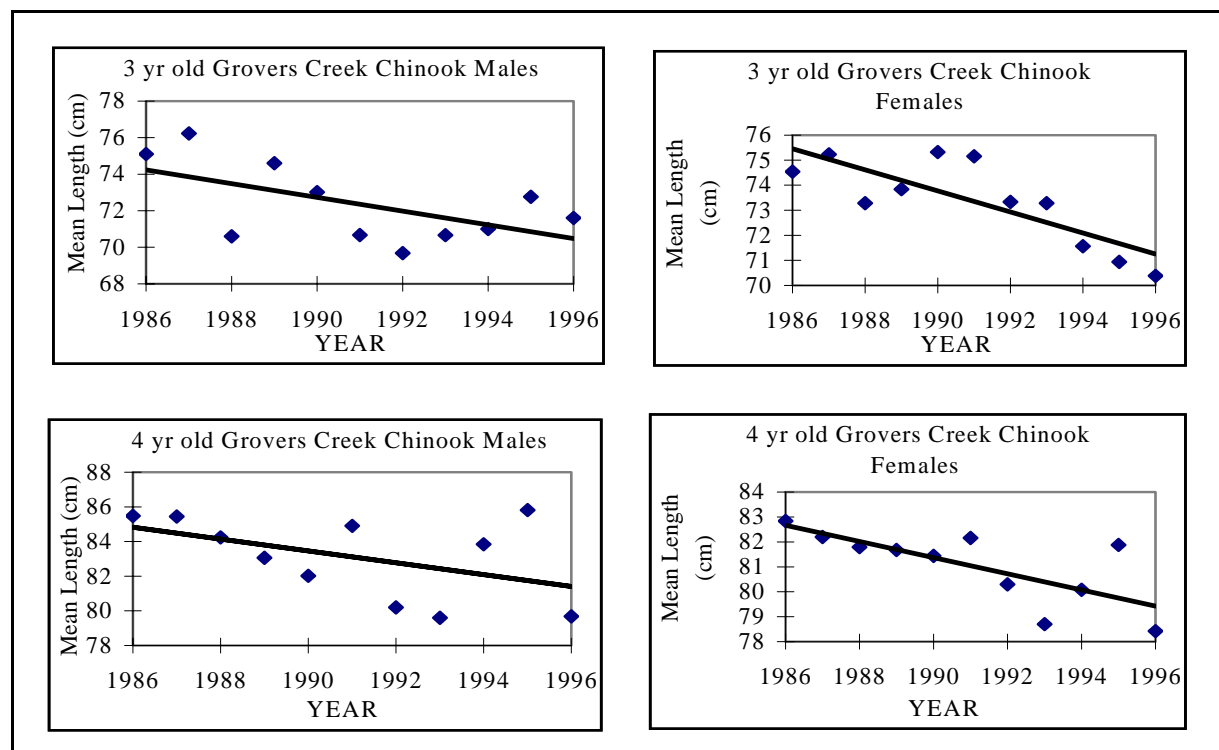 3 yr old Grovers Creek Chinook Males
Mean Length (cm)
78
76
74
72
70
68
1986 1988 1990 1992 1994 1996
YEAR
3 yr old Grovers Creek Chinook
Females
Mean Length
(cm)
76
75
74
73
72
71
70
1986 1988 1990 1992 1994 1996
YEAR
4 yr old Grovers Creek Chinook Males
Mean Length (cm)
88
86
84
82
80
78
1986 1988 1990 1992 1994 1996
YEAR
4 yr old Grovers Creek Chinook
Females
Mean Length
(cm)
84
83
82
81
80
79
78
1986 1988 1990 1992 1994 1996
YEAR